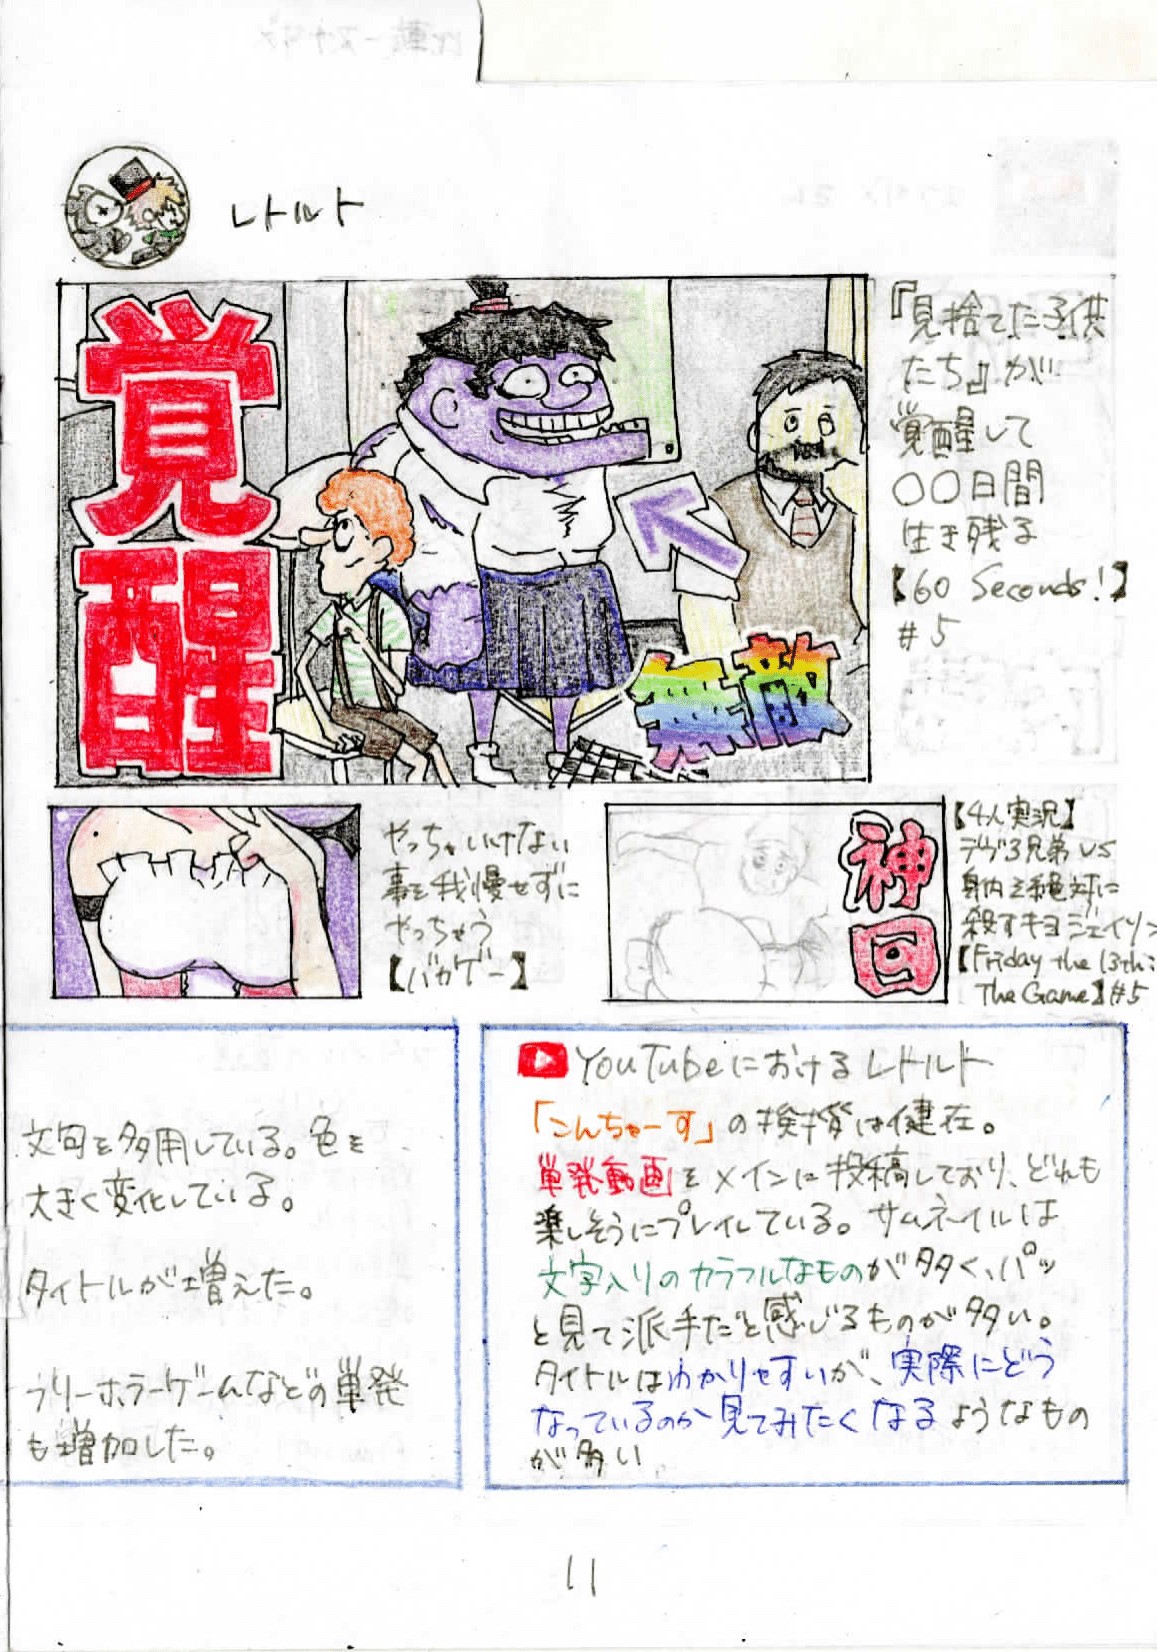 レトルト
覚醒
無敵
『見捨てた子供
たち』が
覚醒して
〇〇日間
生き残る
【60 Seconds!】
#5
やっちゃいけない
事を我慢せずに
やっちゃう
【バカゲー】
神回
【4人実況】
デヴ3兄弟VS
身内を絶対に
殺すキヨジェイソン
【Friday the 13th:
The Game】#5
文句を多用している。色を
大きく変化している。
タイトルが増えた。
フリーホラーゲームなどの単発
も増加した。
YouTubeにおけるレトルト
「こんちゃーす」の挨拶は健在。
単発動画をメインに投稿しており、どれも
楽しそうにプレイしている。サムネイルは
文字入りのカラフルなものが多く、パッ
と見て派手だと感じるものが多い。
タイトルはわかりやすいが、実際にどう
なっているのか見てみたくなるようなもの
が多い
11